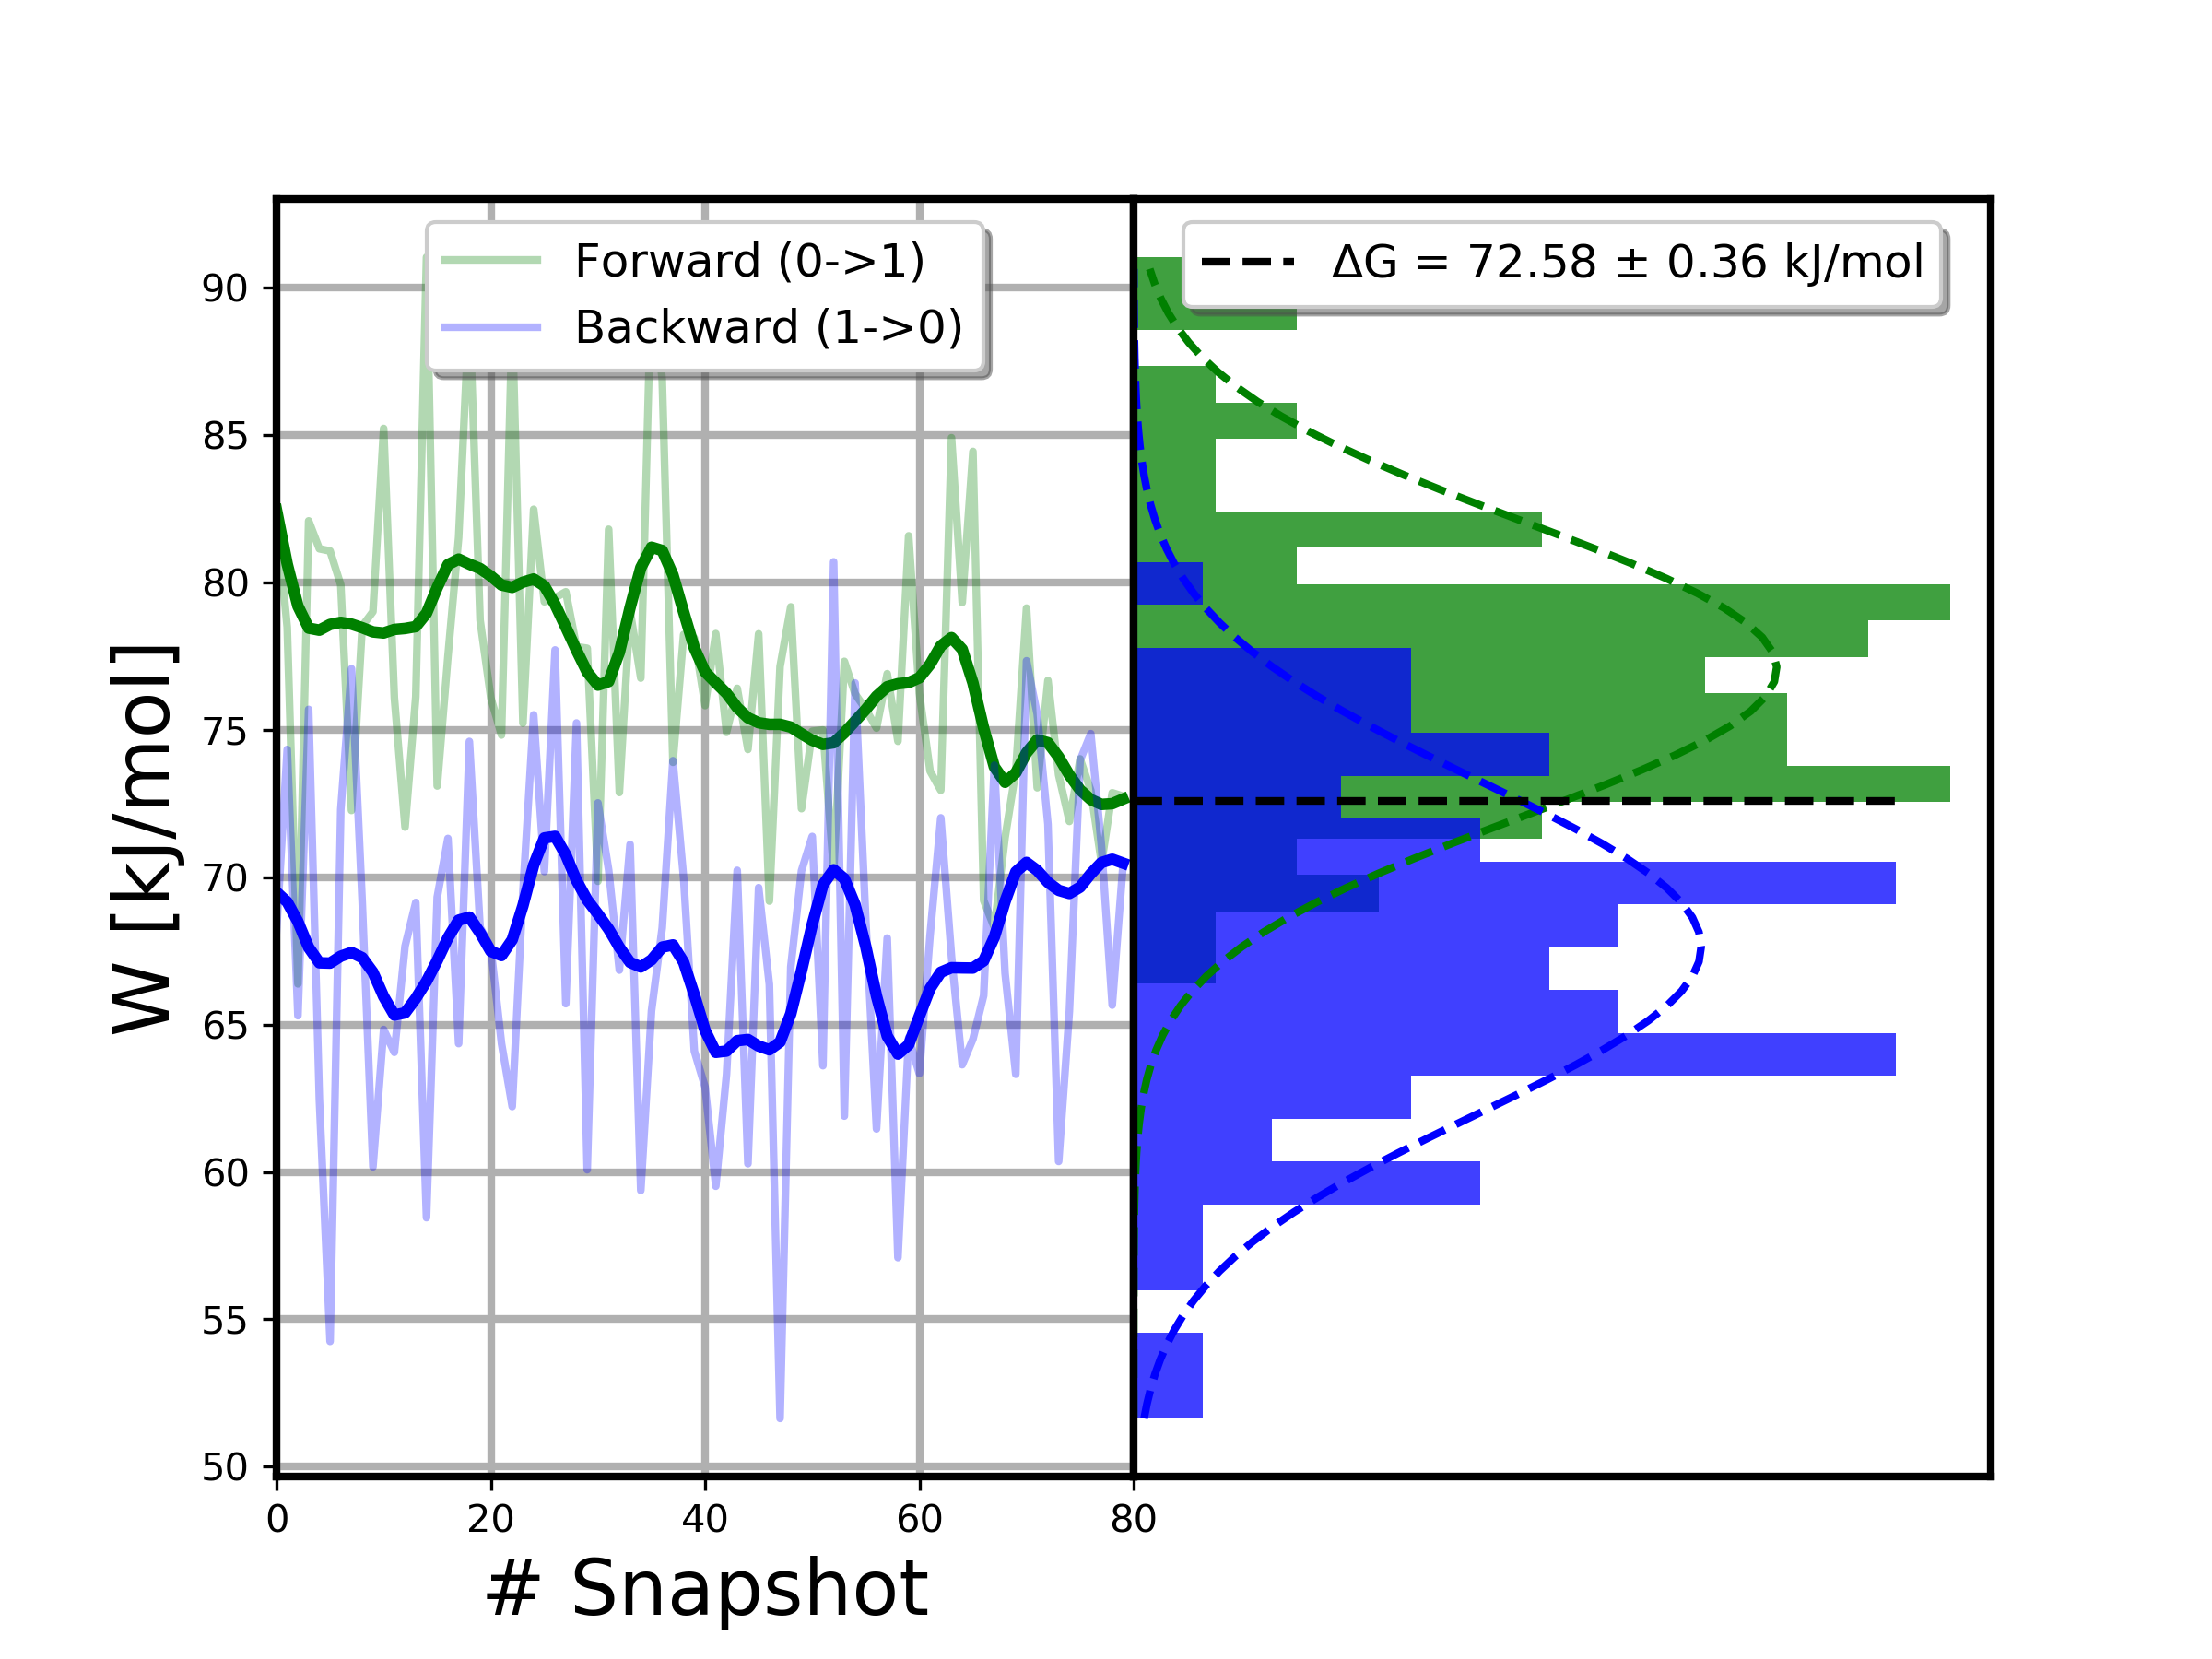 Forward (0->1)
Backward (1->0)
ΔG = 72.58 ± 0.36 kJ/mol
90
85
80
75
70
65
60
55
50
W [kJ/mol]
0
20
40
60
80
# Snapshot